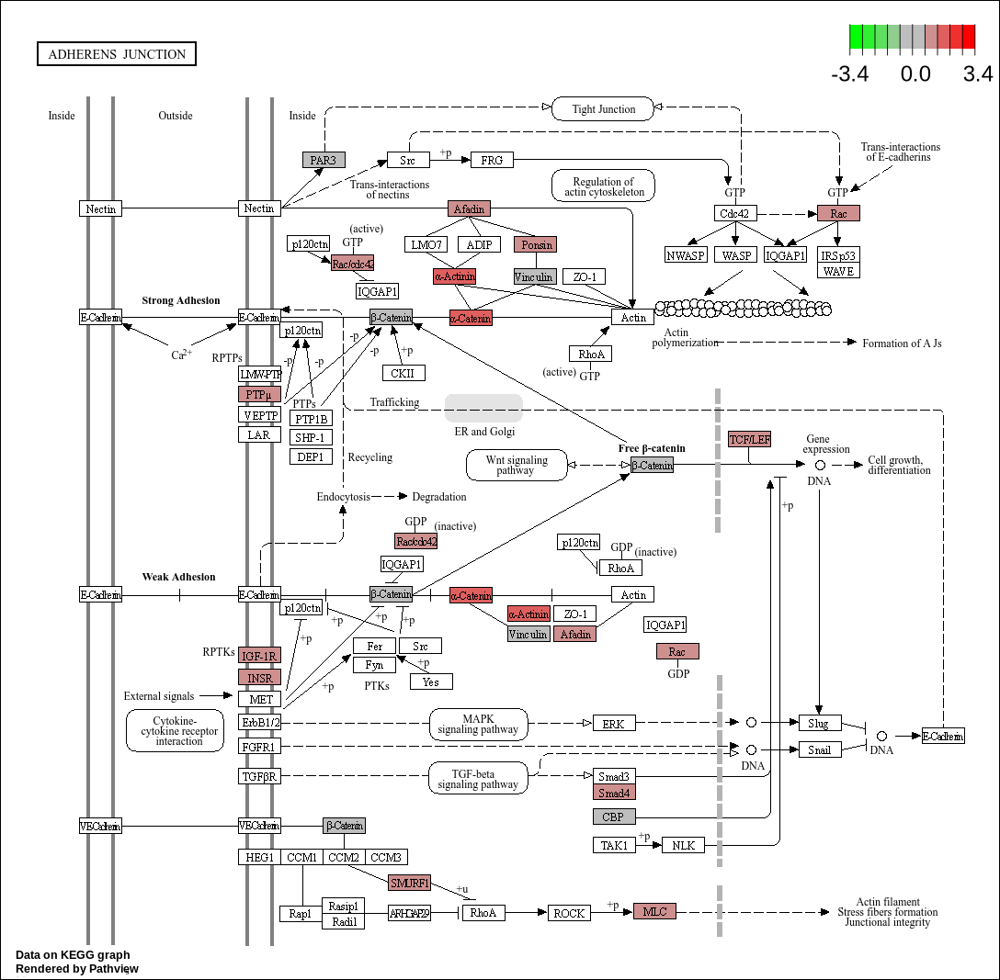 ADHERENS JUNCTION
-3.4 0.0 3.4
Inside
Outside
Inside
Tight Junction
PAR3
Src
+p
FRG
Trans-interactions
of E-cadherins
Trans-interactions
of nectins
Regulation of
actin cytoskeleton
GTP
GTP
Nectin
Nectin
Afadin
Cdc42
Rac
(active)
GTP
p120ctn
Rac/cdc42
IQGAP1
LMO7
ADIP
Ponsin
α-Actinin
Vinculin
ZO-1
NWASP
WASP
IQGAP1
IRSp53
WAVE
Strong Adhesion
E-Cadherin
E-Cadherin
p120ctn
β-Catenin
α-Catenin
Actin
Actin
polymerization
Formation of AJs
Ca2+
RPTPs
-p
-p
-p
-p
+p
CKII
RhoA
(active)
GTP
LMW-PTP
PTPμ
VEPTP
LAR
PTPs
PTP1B
SHP-1
DEP1
Trafficking
ER and Golgi
Recycling
Free β-catenin
Wnt signaling
pathway
β-Catenin
TCF/LEF
Gene
expression
DNA
Cell growth,
differentiation
+p
Endocytosis
Degradation
GDP
(inactive)
Rac/cdc42
IQGAP1
p120ctn
GDP
(inactive)
RhoA
Weak Adhesion
E-Cadherin
E-Cadherin
p120ctn
β-Catenin
α-Catenin
Actin
α-Actinin
ZO-1
Vinculin
Afadin
IQGAP1
Rac
GDP
+p
+p
+p
+p
Fer
Src
Fyn
+p
Yes
PTKs
+p
RPTKs
IGF-1R
INSR
MET
ErbB1/2
FGFR1
TGFβR
External signals
Cytokine-
cytokine receptor
interaction
MAPK
signaling pathway
ERK
TGF-beta
signaling pathway
Smad3
Smad4
CBP
TAK1
+p
NLK
DNA
Slug
Snail
DNA
E-Cadherin
VE-Cadherin
VE-Cadherin
β-Catenin
HEG1
CCM1
CCM2
CCM3
SMURF1
+u
Rap1
Rasip1
Radil
ARHGAP29
RhoA
ROCK
+p
MLC
Actin filament
Stress fibers formation
Junctional integrity
Data on KEGG graph
Rendered by Pathview